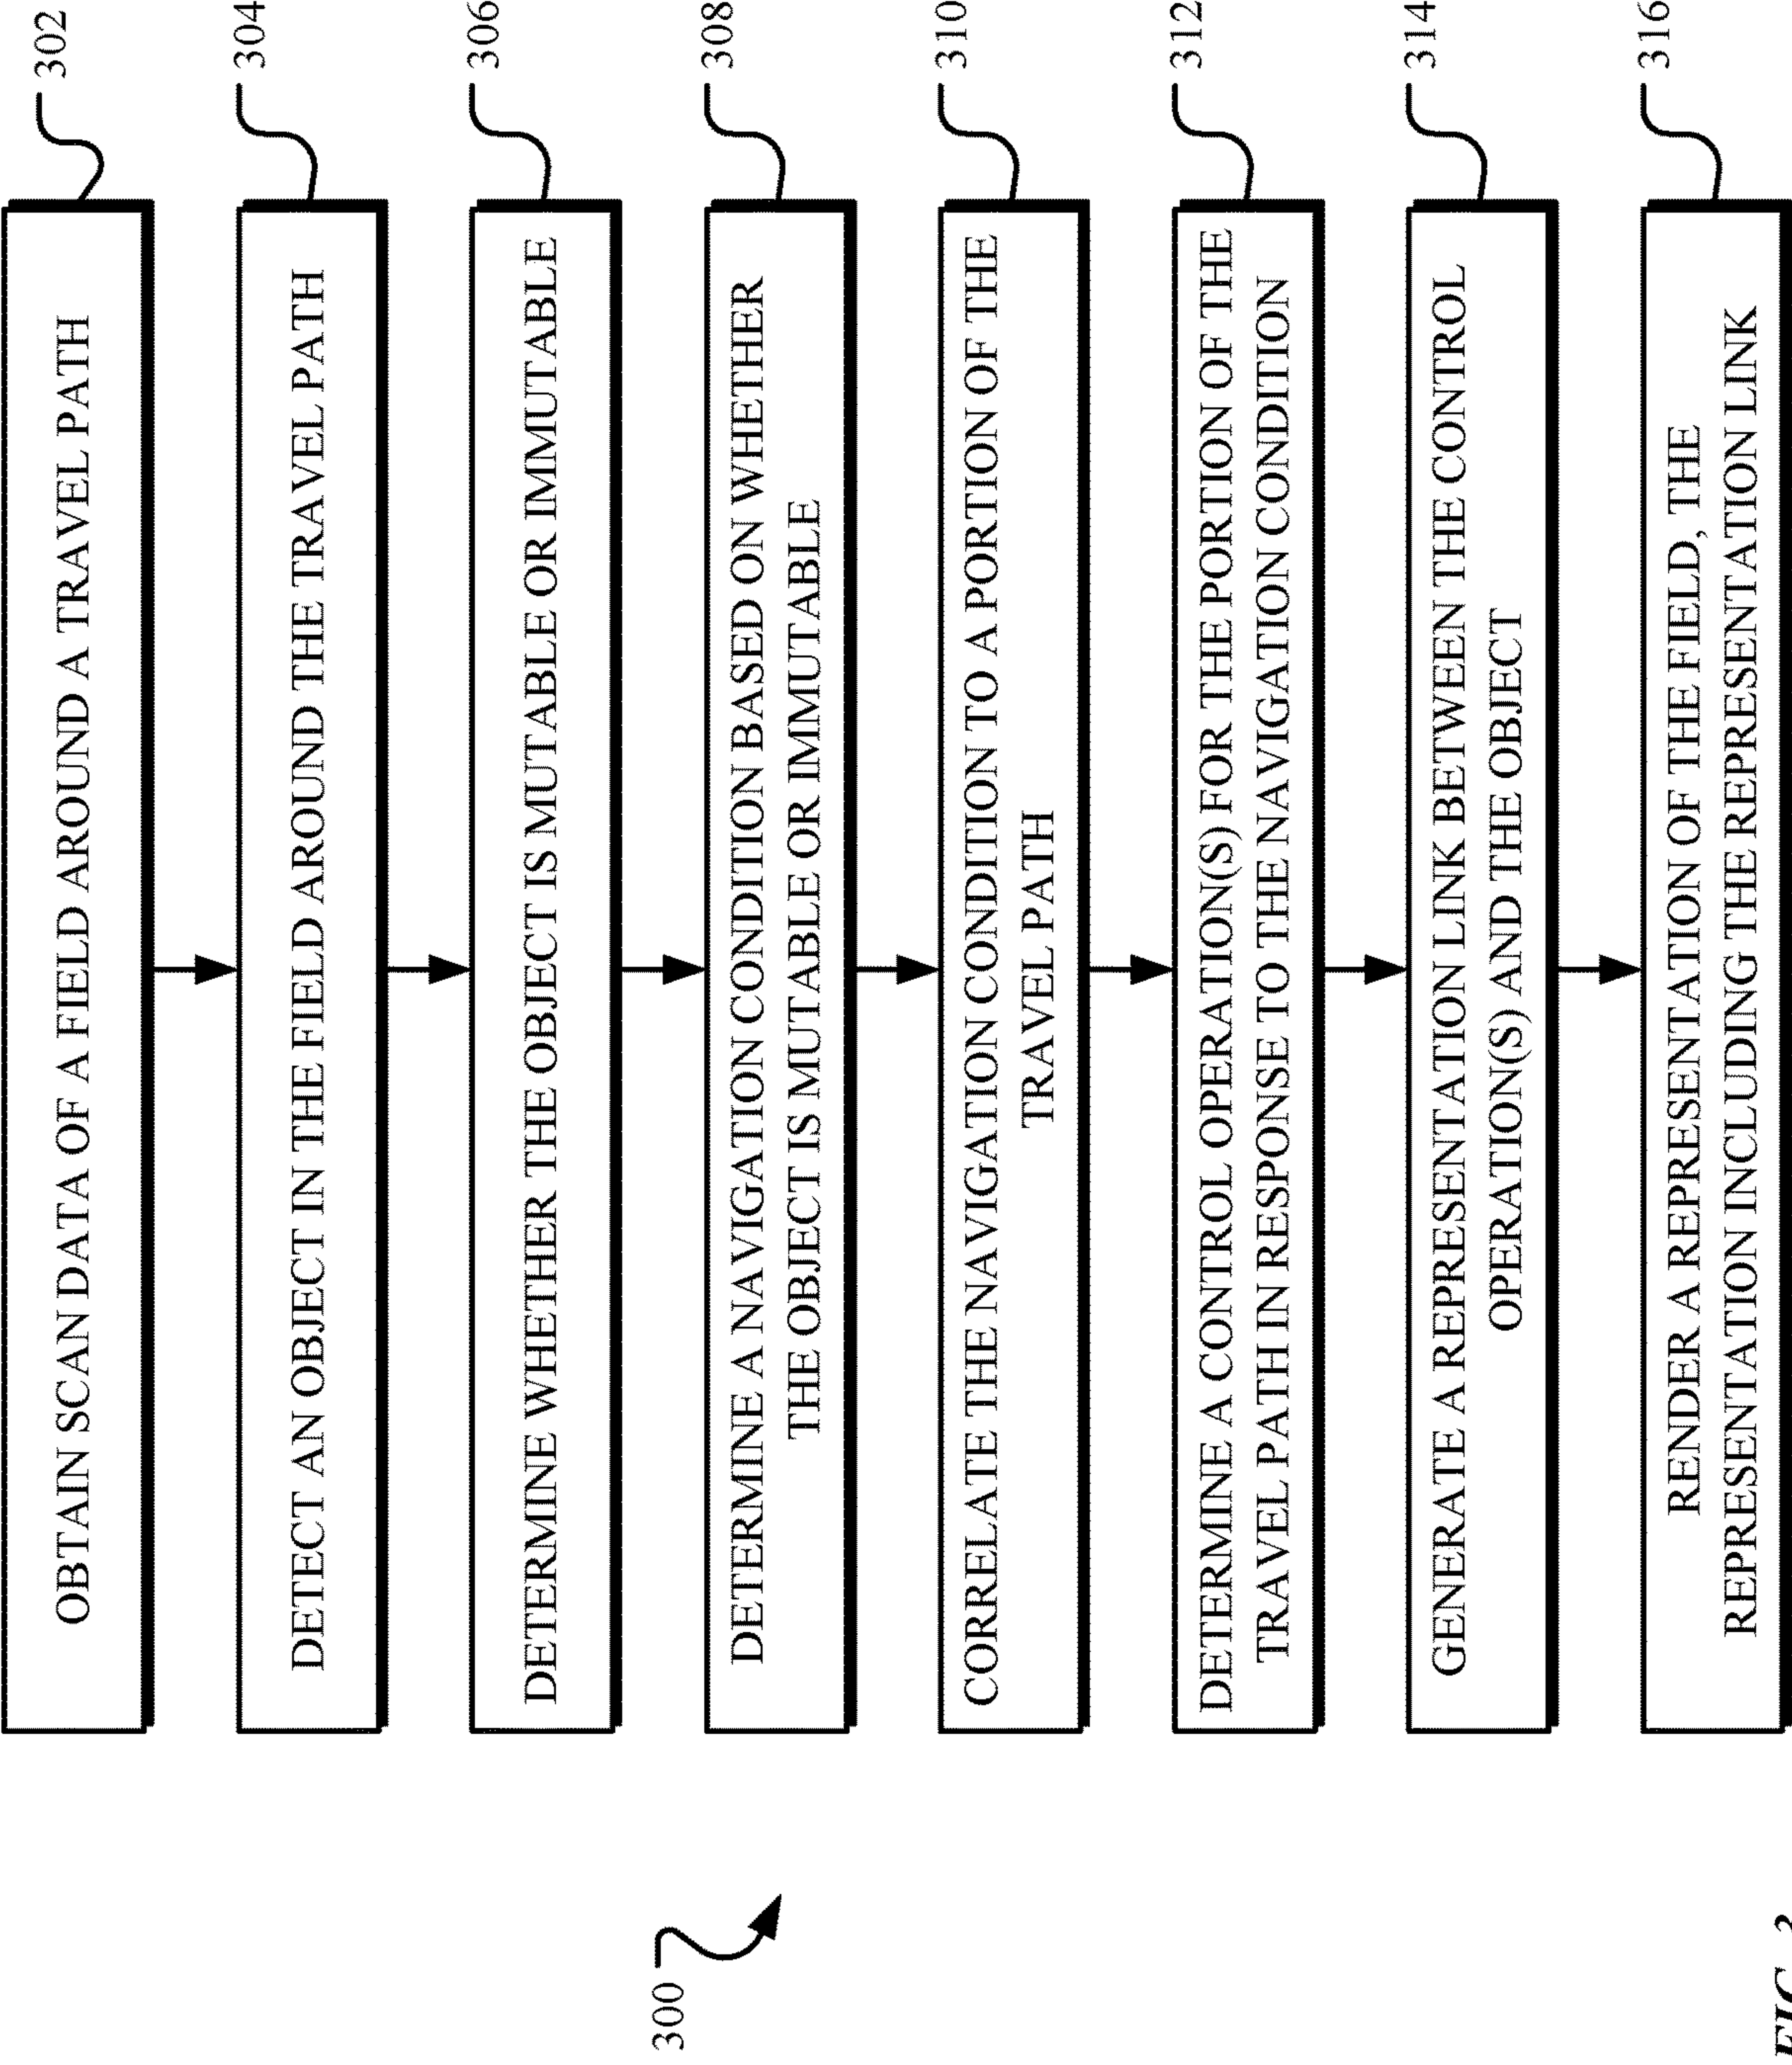 OBTAIN SCAN DATA OF A FIELD AROUND A TRAVEL PATH
302
DETECT AN OBJECT IN THE FIELD AROUND THE TRAVEL PATH
304
DETERMINE WHETHER THE OBJECT IS MUTABLE OR IMMUTABLE
306
DETERMINE A NAVIGATION CONDITION BASED ON WHETHER
THE OBJECT IS MUTABLE OR IMMUTABLE
308
CORRELATE THE NAVIGATION CONDITION TO A PORTION OF THE
TRAVEL PATH
310
DETERMINE A CONTROL OPERATION(S) FOR THE PORTION OF THE
TRAVEL PATH IN RESPONSE TO THE NAVIGATION CONDITION
312
GENERATE A REPRESENTATION LINK BETWEEN THE CONTROL
OPERATION(S) AND THE OBJECT
314
RENDER A REPRESENTATION OF THE FIELD, THE
REPRESENTATION INCLUDING THE REPRESENTATION LINK
316
300
FIG. 3